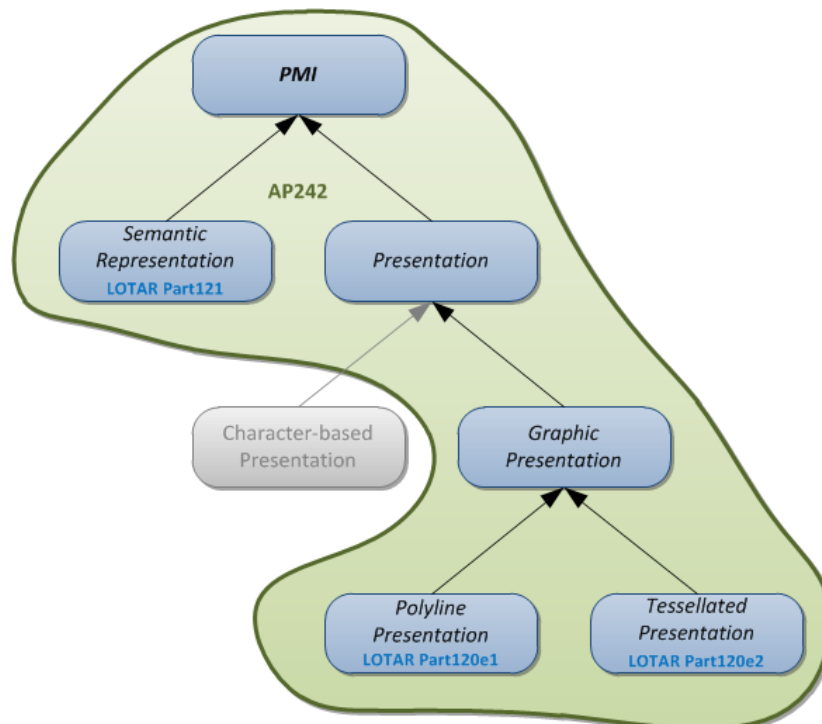 PMI
AP242
Semantic
Representation
LOTAR Part121
Presentation
Character-based
Presentation
Graphic
Presentation
Polyline
Presentation
LOTAR Part120e1
Tessellated
Presentation
LOTAR Part120e2